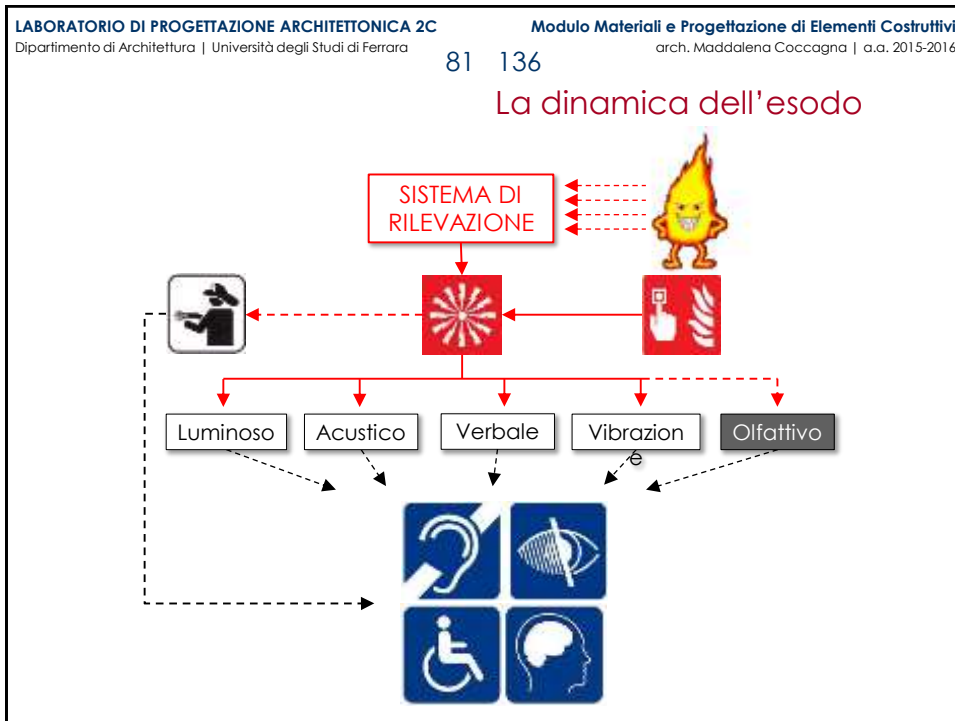 LABORATORIO DI PROGETTAZIONE ARCHITETTONICA 2C
Dipartimento di Architettura | Università degli Studi di Ferrara
Modulo Materiali e Progettazione di Elementi Costruttivi
arch. Maddalena Coccagna | a.a. 2015-2016
81 136
La dinamica dell'esodo
SISTEMA DI
RILEVAZIONE
Luminoso
Acustico
Verbale
Vibrazion
e
Olfattivo